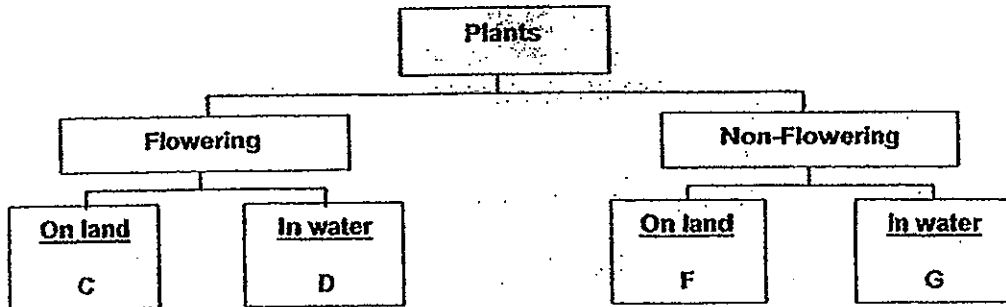 Plants
Flowering
Non-Flowering
On land
C
In water
D
On land
F
In water
G